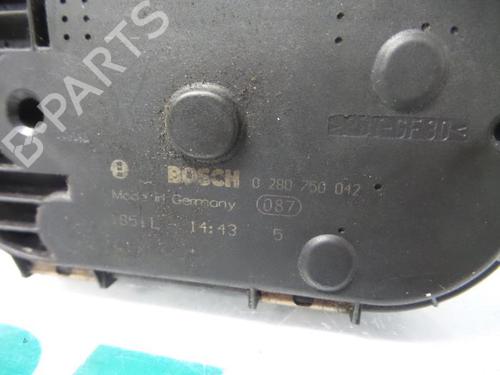 BOSCH 0 280 750 042
Made in Germany 087
14:43 5
B-PARTS